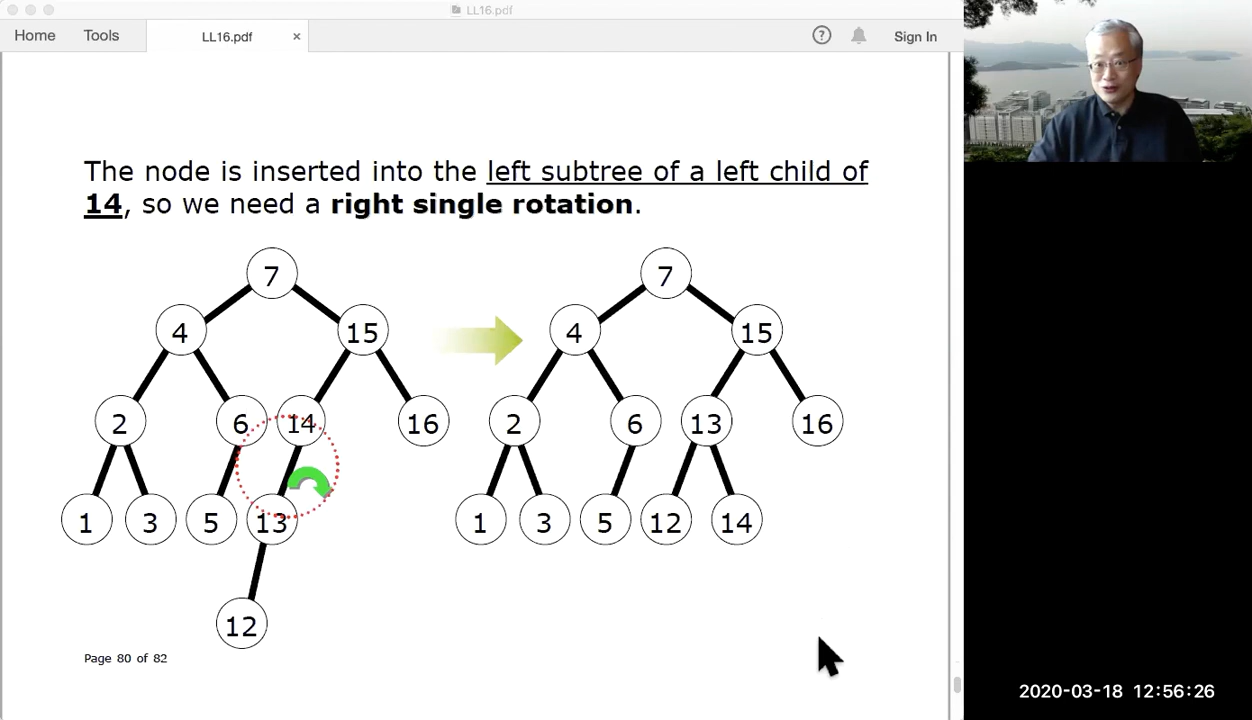 LL16.pdf
Home Tools LL16.pdf × ? Sign In
The node is inserted into the left subtree of a left child of
14, so we need a right single rotation.
7 7
4 15 4 15
2 6 14 16 2 6 13 16
1 3 5 13 1 3 5 12 14
12
Page 80 of 82
2020-03-18 12:56:26